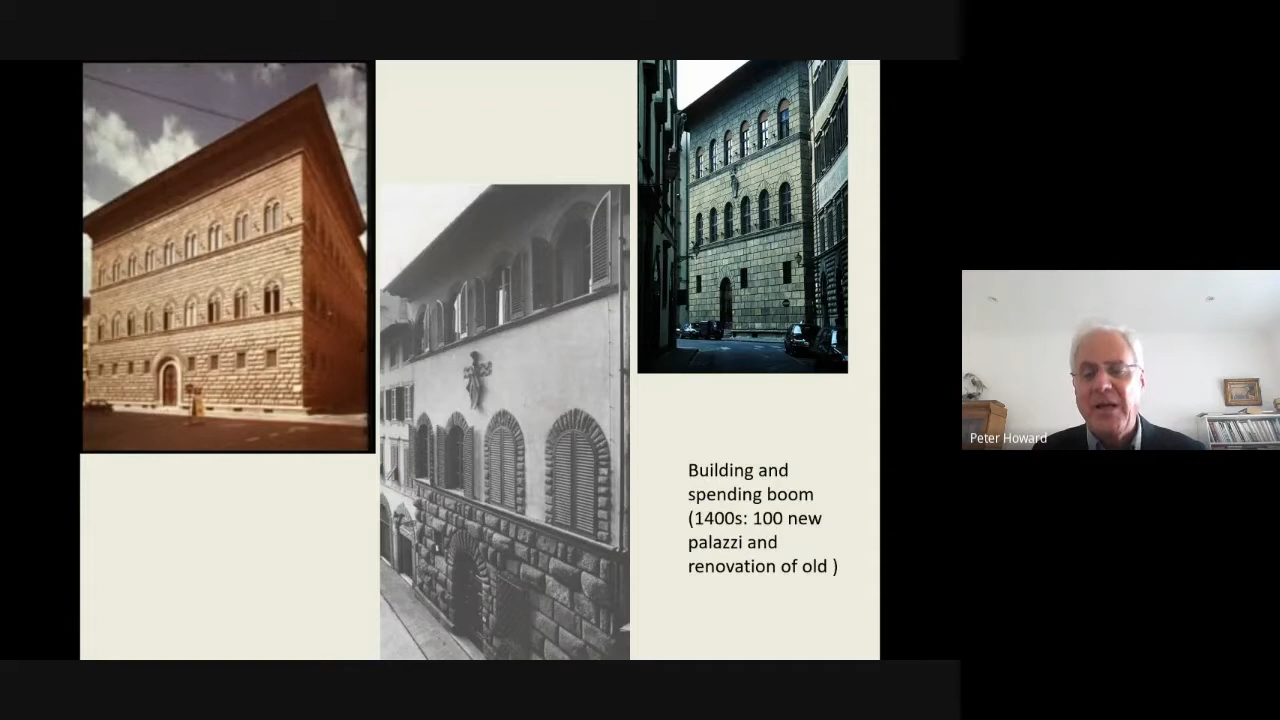 Building and
spending boom
(1400s: 100 new
palazzi and
renovation of old )
Peter Howard